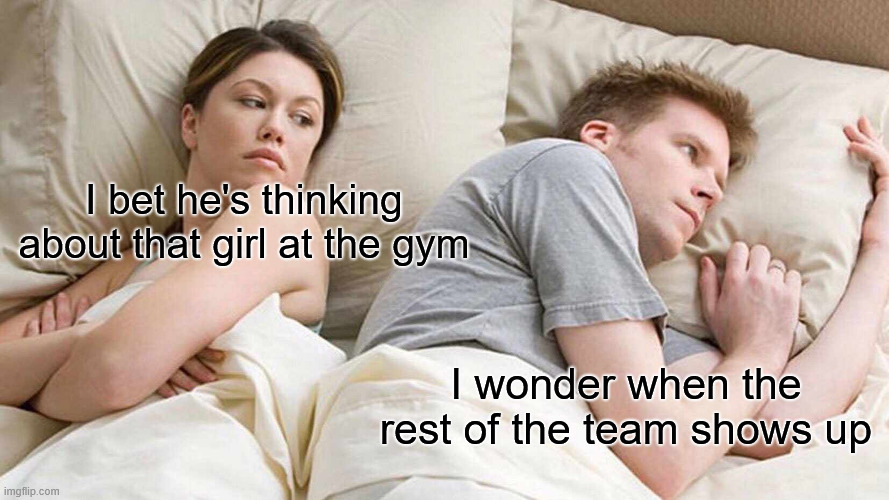 I bet he's thinking
about that girl at the gym
I wonder when the
rest of the team shows up
imgflip.com